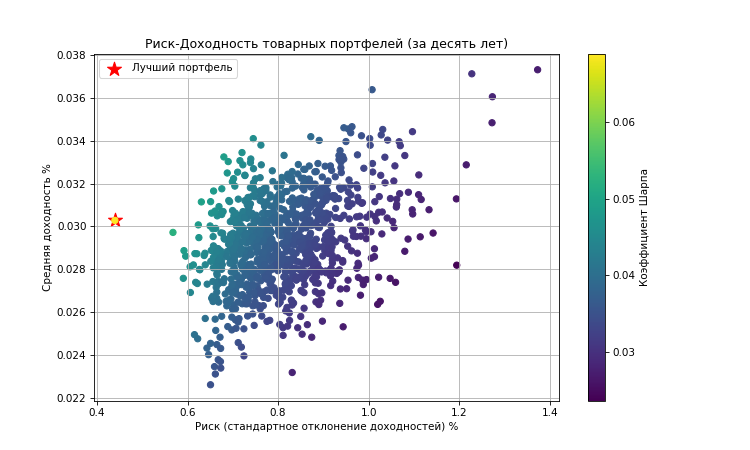 Риск-Доходность товарных портфелей (за десять лет)
Лучший портфель
Средняя доходность %
0.038
0.036
0.034
0.032
0.030
0.028
0.026
0.024
0.022
0.4 0.6 0.8 1.0 1.2 1.4
Риск (стандартное отклонение доходностей) %
0.06
0.05
0.04
0.03
Коэффициент Шарпа